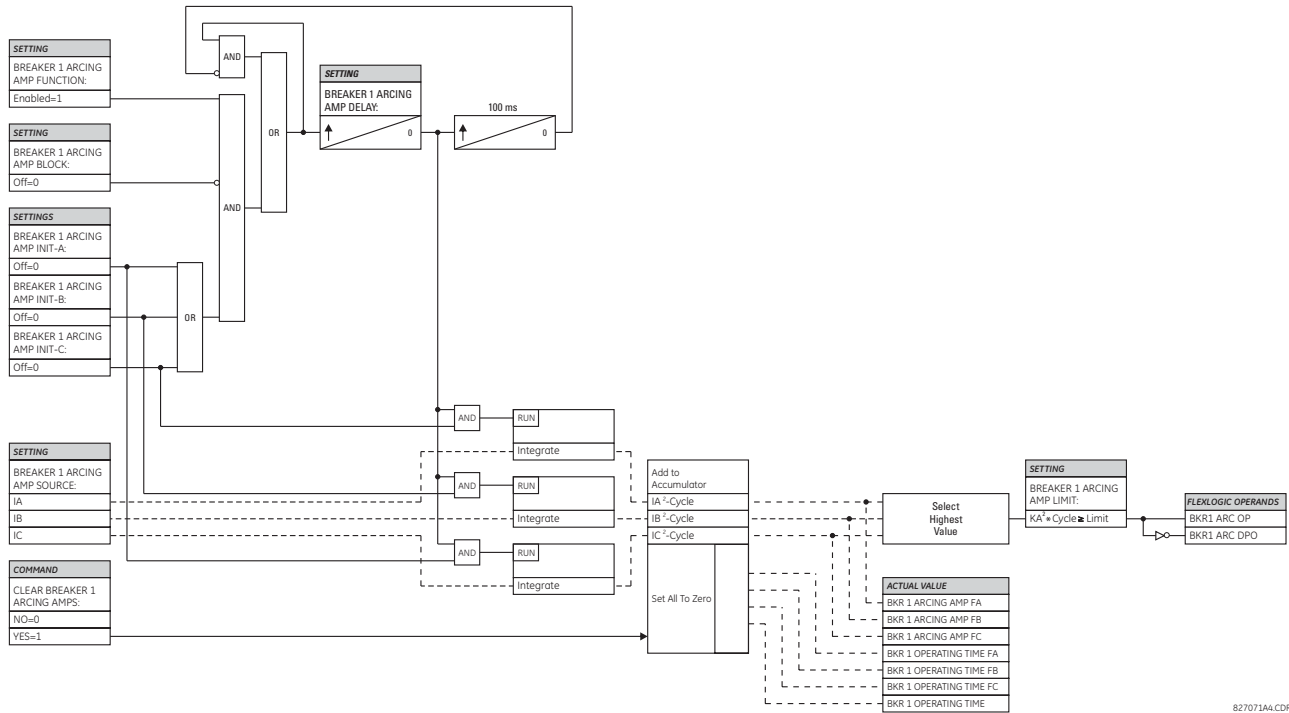 SETTING
BREAKER 1 ARCING
AMP FUNCTION:
Enabled=1
SETTING
BREAKER 1 ARCING
AMP BLOCK:
Off=0
SETTINGS
BREAKER 1 ARCING
AMP INIT-A:
Off=0
BREAKER 1 ARCING
AMP INIT-B:
Off=0
BREAKER 1 ARCING
AMP INIT-C:
Off=0
SETTING
BREAKER 1 ARCING
AMP SOURCE:
IA
IB
IC
COMMAND
CLEAR BREAKER 1
ARCING AMPS:
NO=0
YES=1
AND
OR
AND
OR
SETTING
BREAKER 1 ARCING
AMP DELAY:
0
100 ms
0
AND
RUN
Integrate
AND
RUN
Integrate
AND
RUN
Integrate
Add to
Accumulator
IA²-Cycle
IB²-Cycle
IC²-Cycle
Set All To Zero
Select
Highest
Value
SETTING
BREAKER 1 ARCING
AMP LIMIT:
KA²*Cycle≥Limit
FLEXLOGIC OPERANDS
BKR1 ARC OP
BKR1 ARC DPO
ACTUAL VALUE
BKR 1 ARCING AMP FA
BKR 1 ARCING AMP FB
BKR 1 ARCING AMP FC
BKR 1 OPERATING TIME FA
BKR 1 OPERATING TIME FB
BKR 1 OPERATING TIME FC
BKR 1 OPERATING TIME
827071A4.CDR